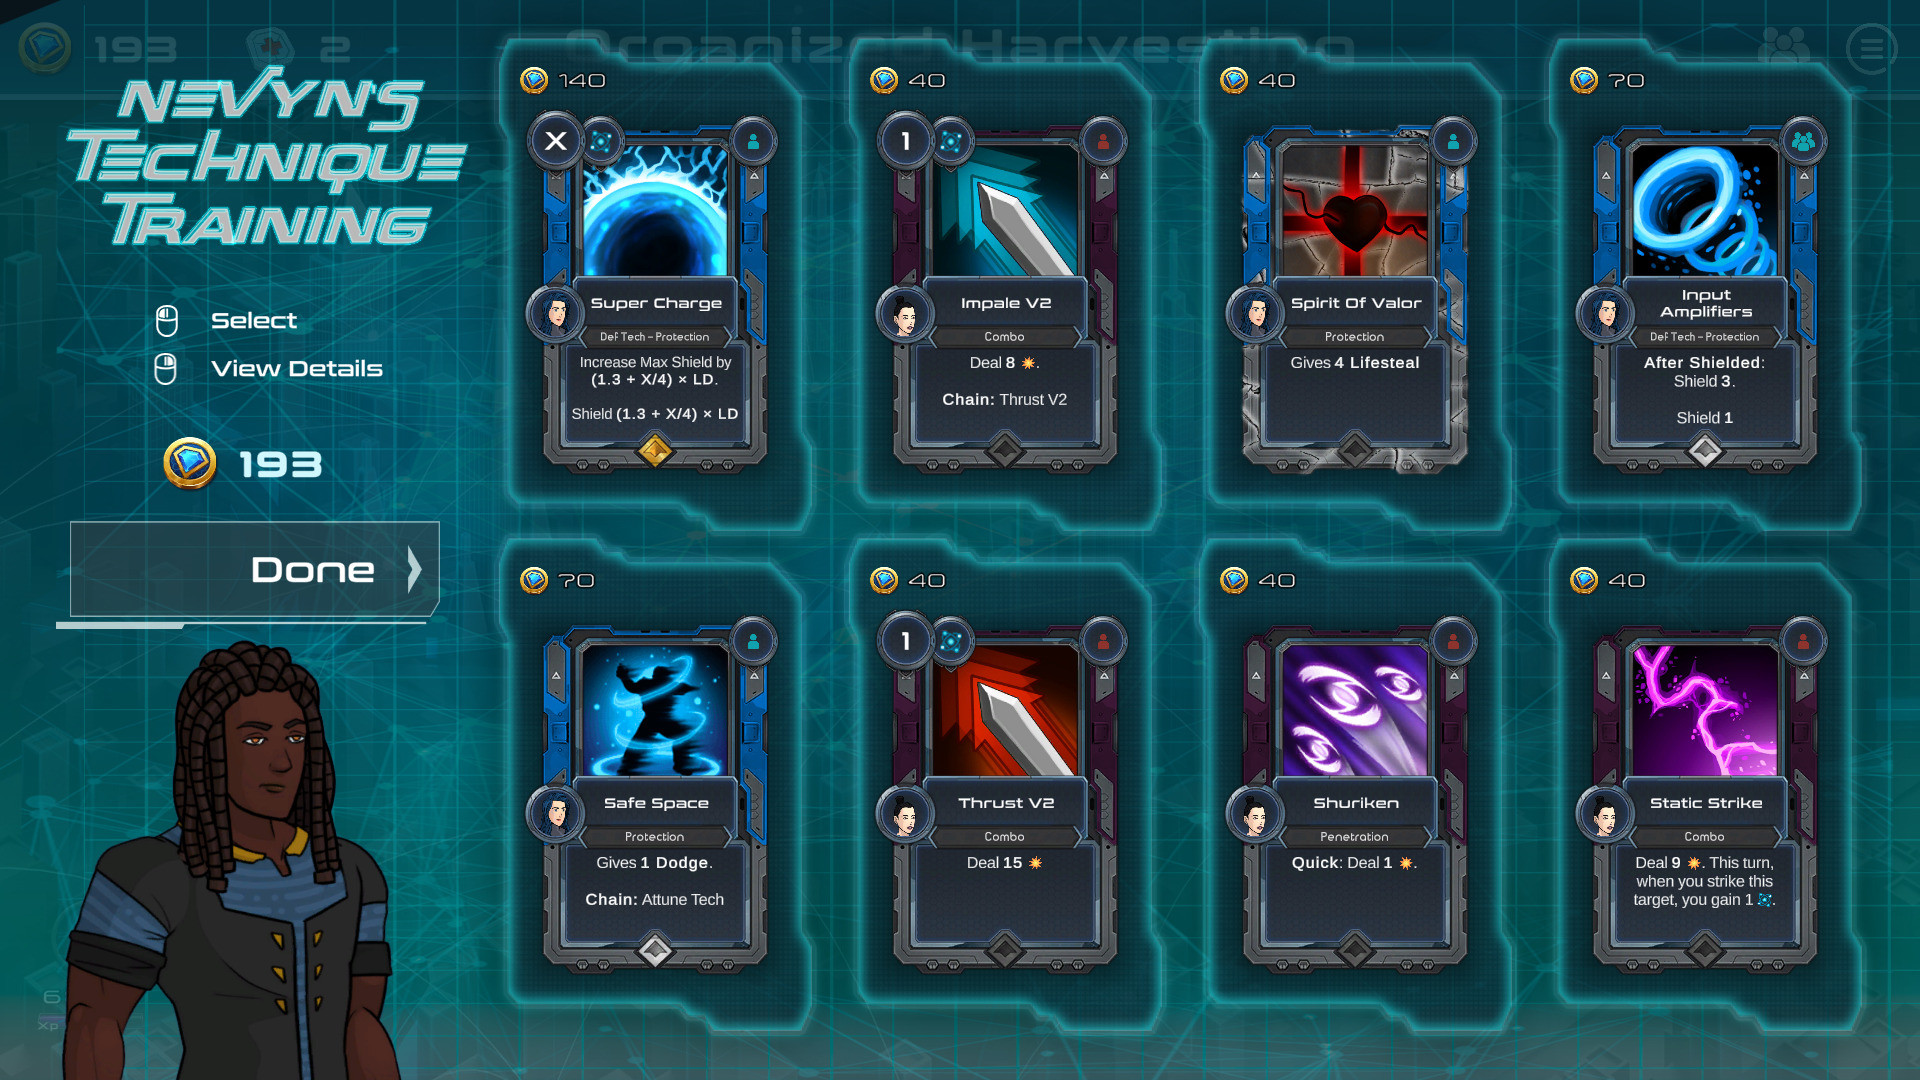 193
2
Organized Harvesting
NEVYN'S
TECHNIQUE
TRAINING
Select
View Details
193
Done
6
XP
140
X
Super Charge
Def Tech – Protection
Increase Max Shield by
(1.3 + X/4) × LD.
Shield (1.3 + X/4) × LD
40
1
Impale V2
Combo
Deal 8 .
Chain: Thrust V2
40
Spirit Of Valor
Protection
Gives 4 Lifesteal
70
Input
Amplifiers
Def Tech – Protection
After Shielded:
Shield 3.
Shield 1
70
Safe Space
Protection
Gives 1 Dodge.
Chain: Attune Tech
40
1
Thrust V2
Combo
Deal 15
40
Shuriken
Penetration
Quick: Deal 1 .
40
Static Strike
Combo
Deal 9 . This turn,
when you strike this
target, you gain 1 .